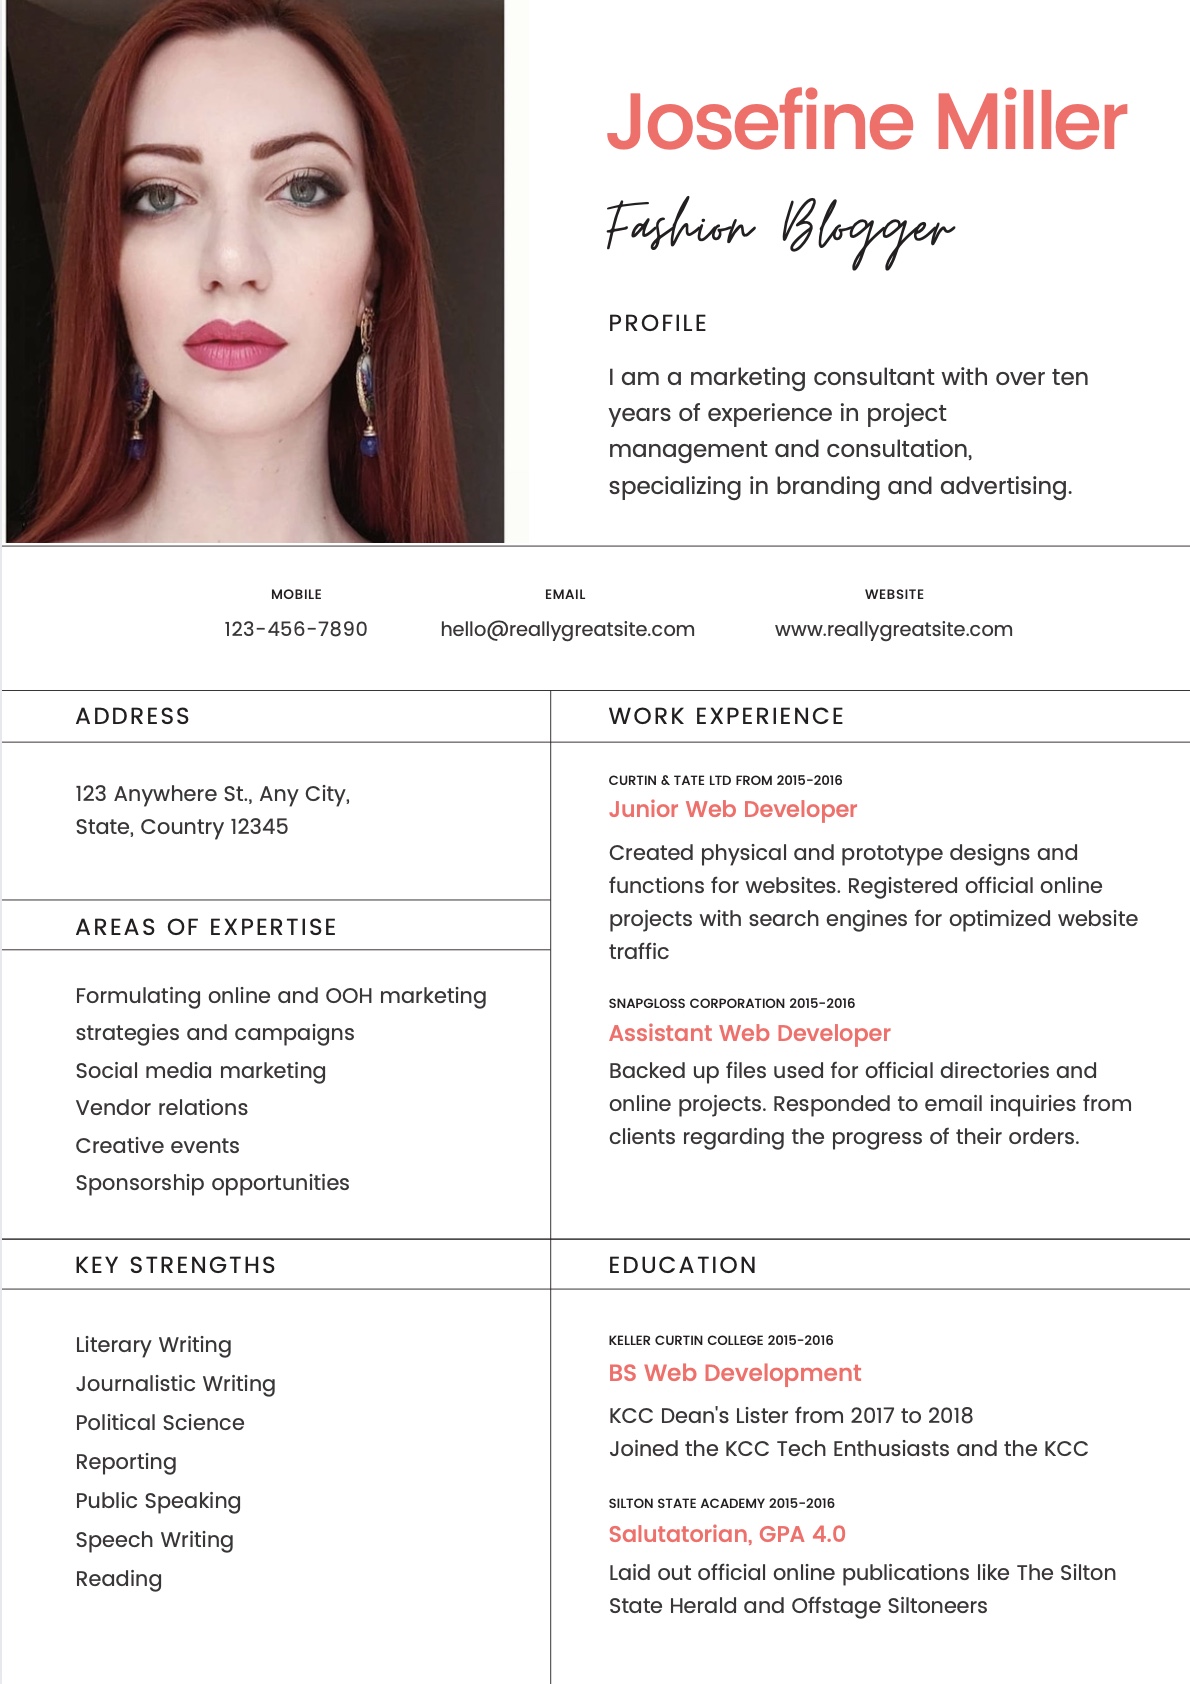 Josefine Miller
Fashion Blogger
PROFILE
I am a marketing consultant with over ten
years of experience in project
management and consultation,
specializing in branding and advertising.
MOBILE
123-456-7890
EMAIL
hello@reallygreatsite.com
WEBSITE
www.reallygreatsite.com
ADDRESS
123 Anywhere St., Any City,
State, Country 12345
AREAS OF EXPERTISE
Formulating online and OOH marketing
strategies and campaigns
Social media marketing
Vendor relations
Creative events
Sponsorship opportunities
KEY STRENGTHS
Literary Writing
Journalistic Writing
Political Science
Reporting
Public Speaking
Speech Writing
Reading
WORK EXPERIENCE
CURTIN & TATE LTD FROM 2015-2016
Junior Web Developer
Created physical and prototype designs and
functions for websites. Registered official online
projects with search engines for optimized website
traffic
SNAPGLOSS CORPORATION 2015-2016
Assistant Web Developer
Backed up files used for official directories and
online projects. Responded to email inquiries from
clients regarding the progress of their orders.
EDUCATION
KELLER CURTIN COLLEGE 2015-2016
BS Web Development
KCC Dean's Lister from 2017 to 2018
Joined the KCC Tech Enthusiasts and the KCC
SILTON STATE ACADEMY 2015-2016
Salutatorian, GPA 4.0
Laid out official online publications like The Silton
State Herald and Offstage Siltoneers